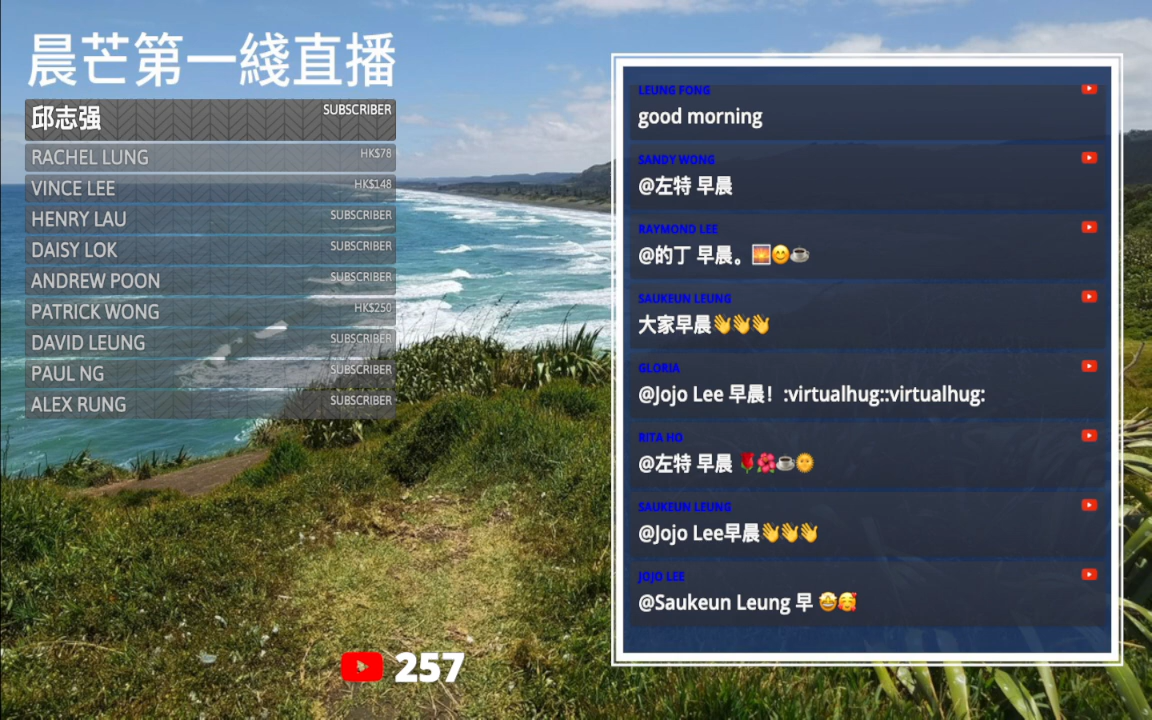 晨芒第一綫直播
邱志强 SUBSCRIBER
RACHEL LUNG HK$78
VINCE LEE HK$148
HENRY LAU SUBSCRIBER
DAISY LOK SUBSCRIBER
ANDREW POON SUBSCRIBER
PATRICK WONG HK$250
DAVID LEUNG SUBSCRIBER
PAUL NG SUBSCRIBER
ALEX RUNG SUBSCRIBER
257
LEUNG FONG
good morning
SANDY WONG
@左特 早晨
RAYMOND LEE
@的丁 早晨。🌅😊☕
SAUKEUN LEUNG
大家早晨👋👋👋
GLORIA
@Jojo Lee 早晨！:virtualhug::virtualhug:
RITA HO
@左特 早晨 🌹🌺☕🌞
SAUKEUN LEUNG
@Jojo Lee早晨👋👋👋
JOJO LEE
@Saukeun Leung 早 🤩🥰